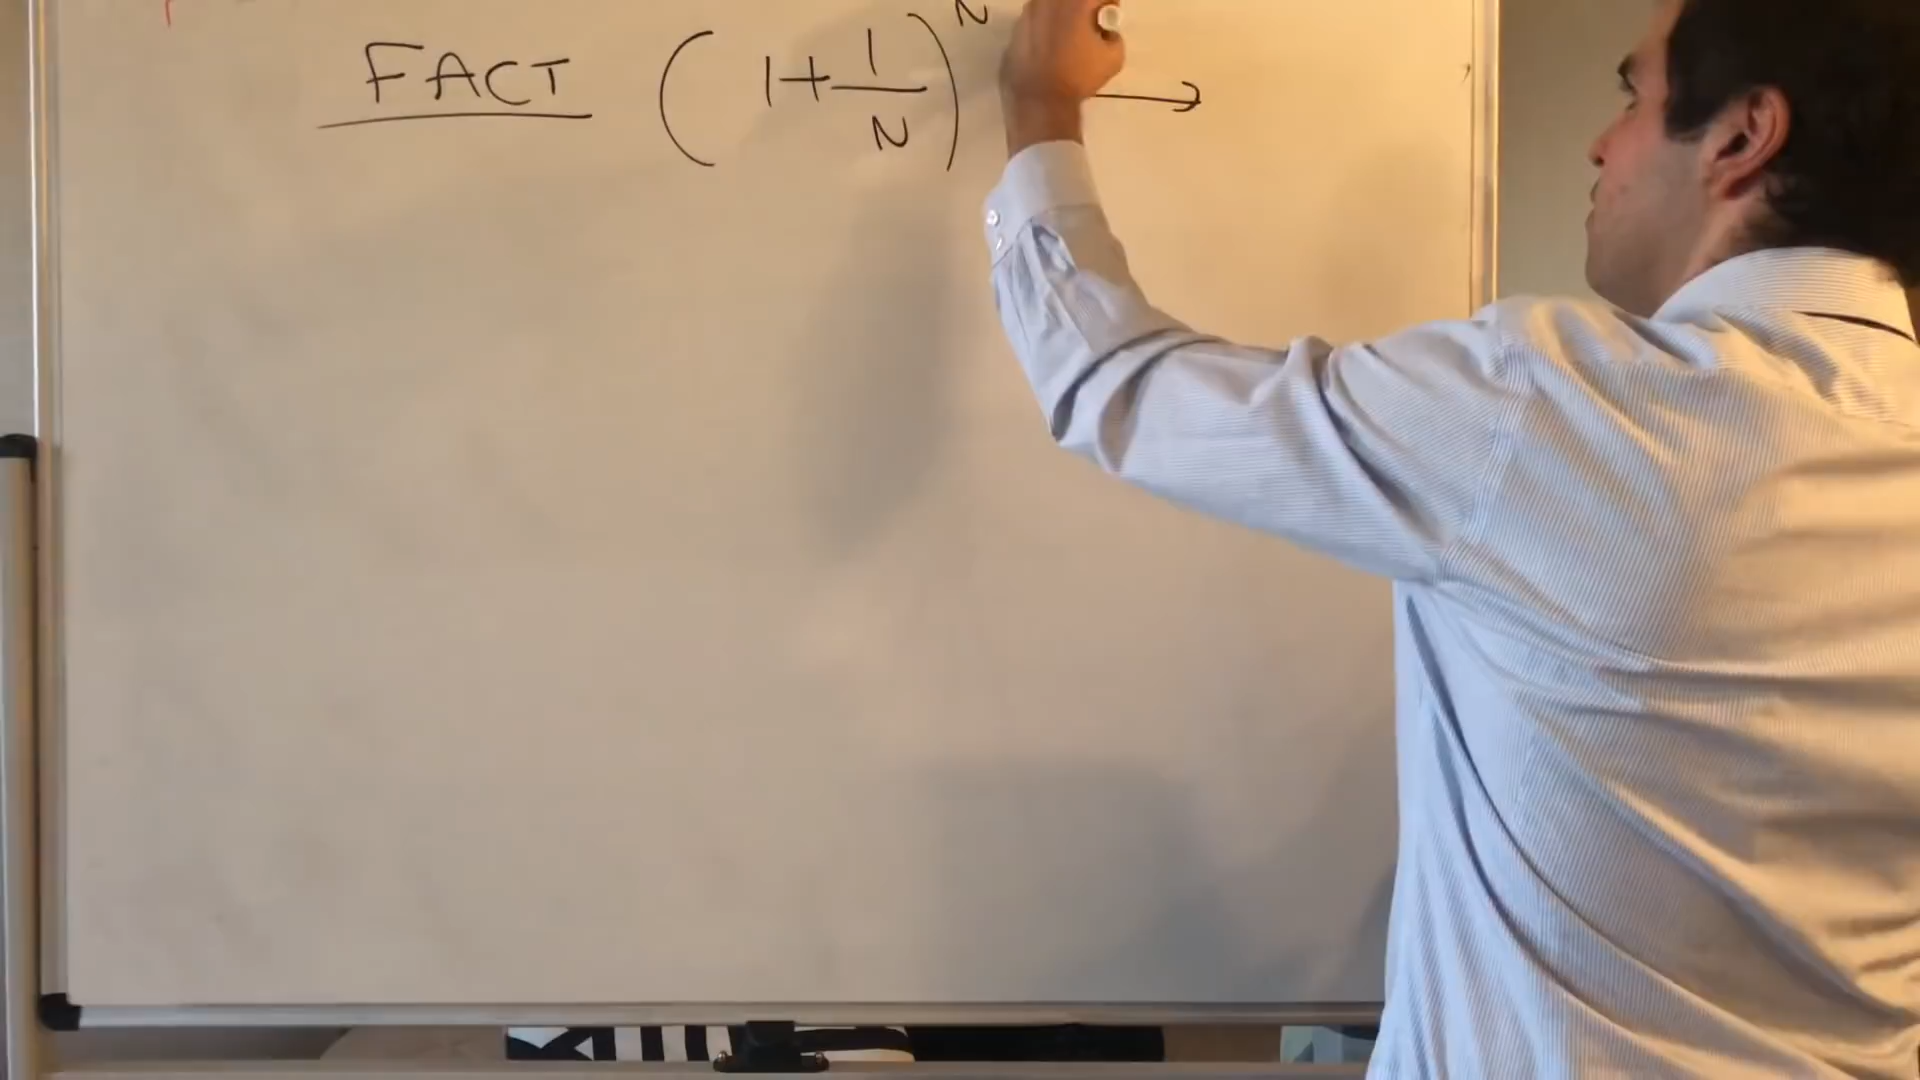 FACT (1+1/N)^N →